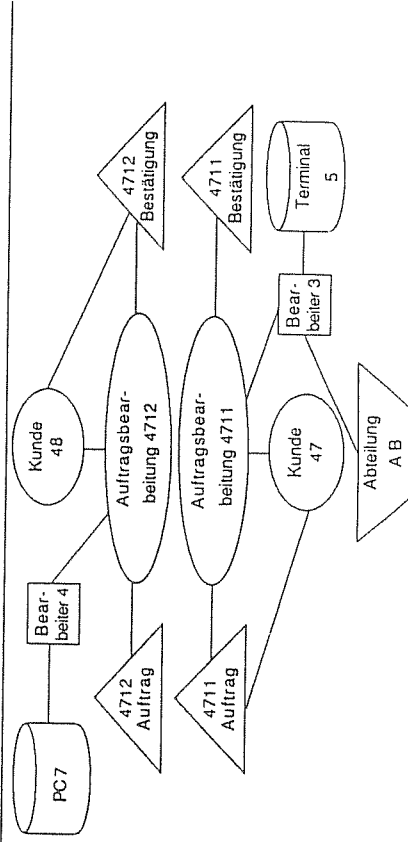 Kunde
48
Bear-
beiter 4
PC7
4712
Bestätigung
Auftragsbear-
beitung 4712
4712
Auftrag
4711
Bestätigung
Auftragsbear-
beitung 4711
4711
Auftrag
Terminal
5
Bear-
beiter 3
Kunde
47
Abteilung
A B